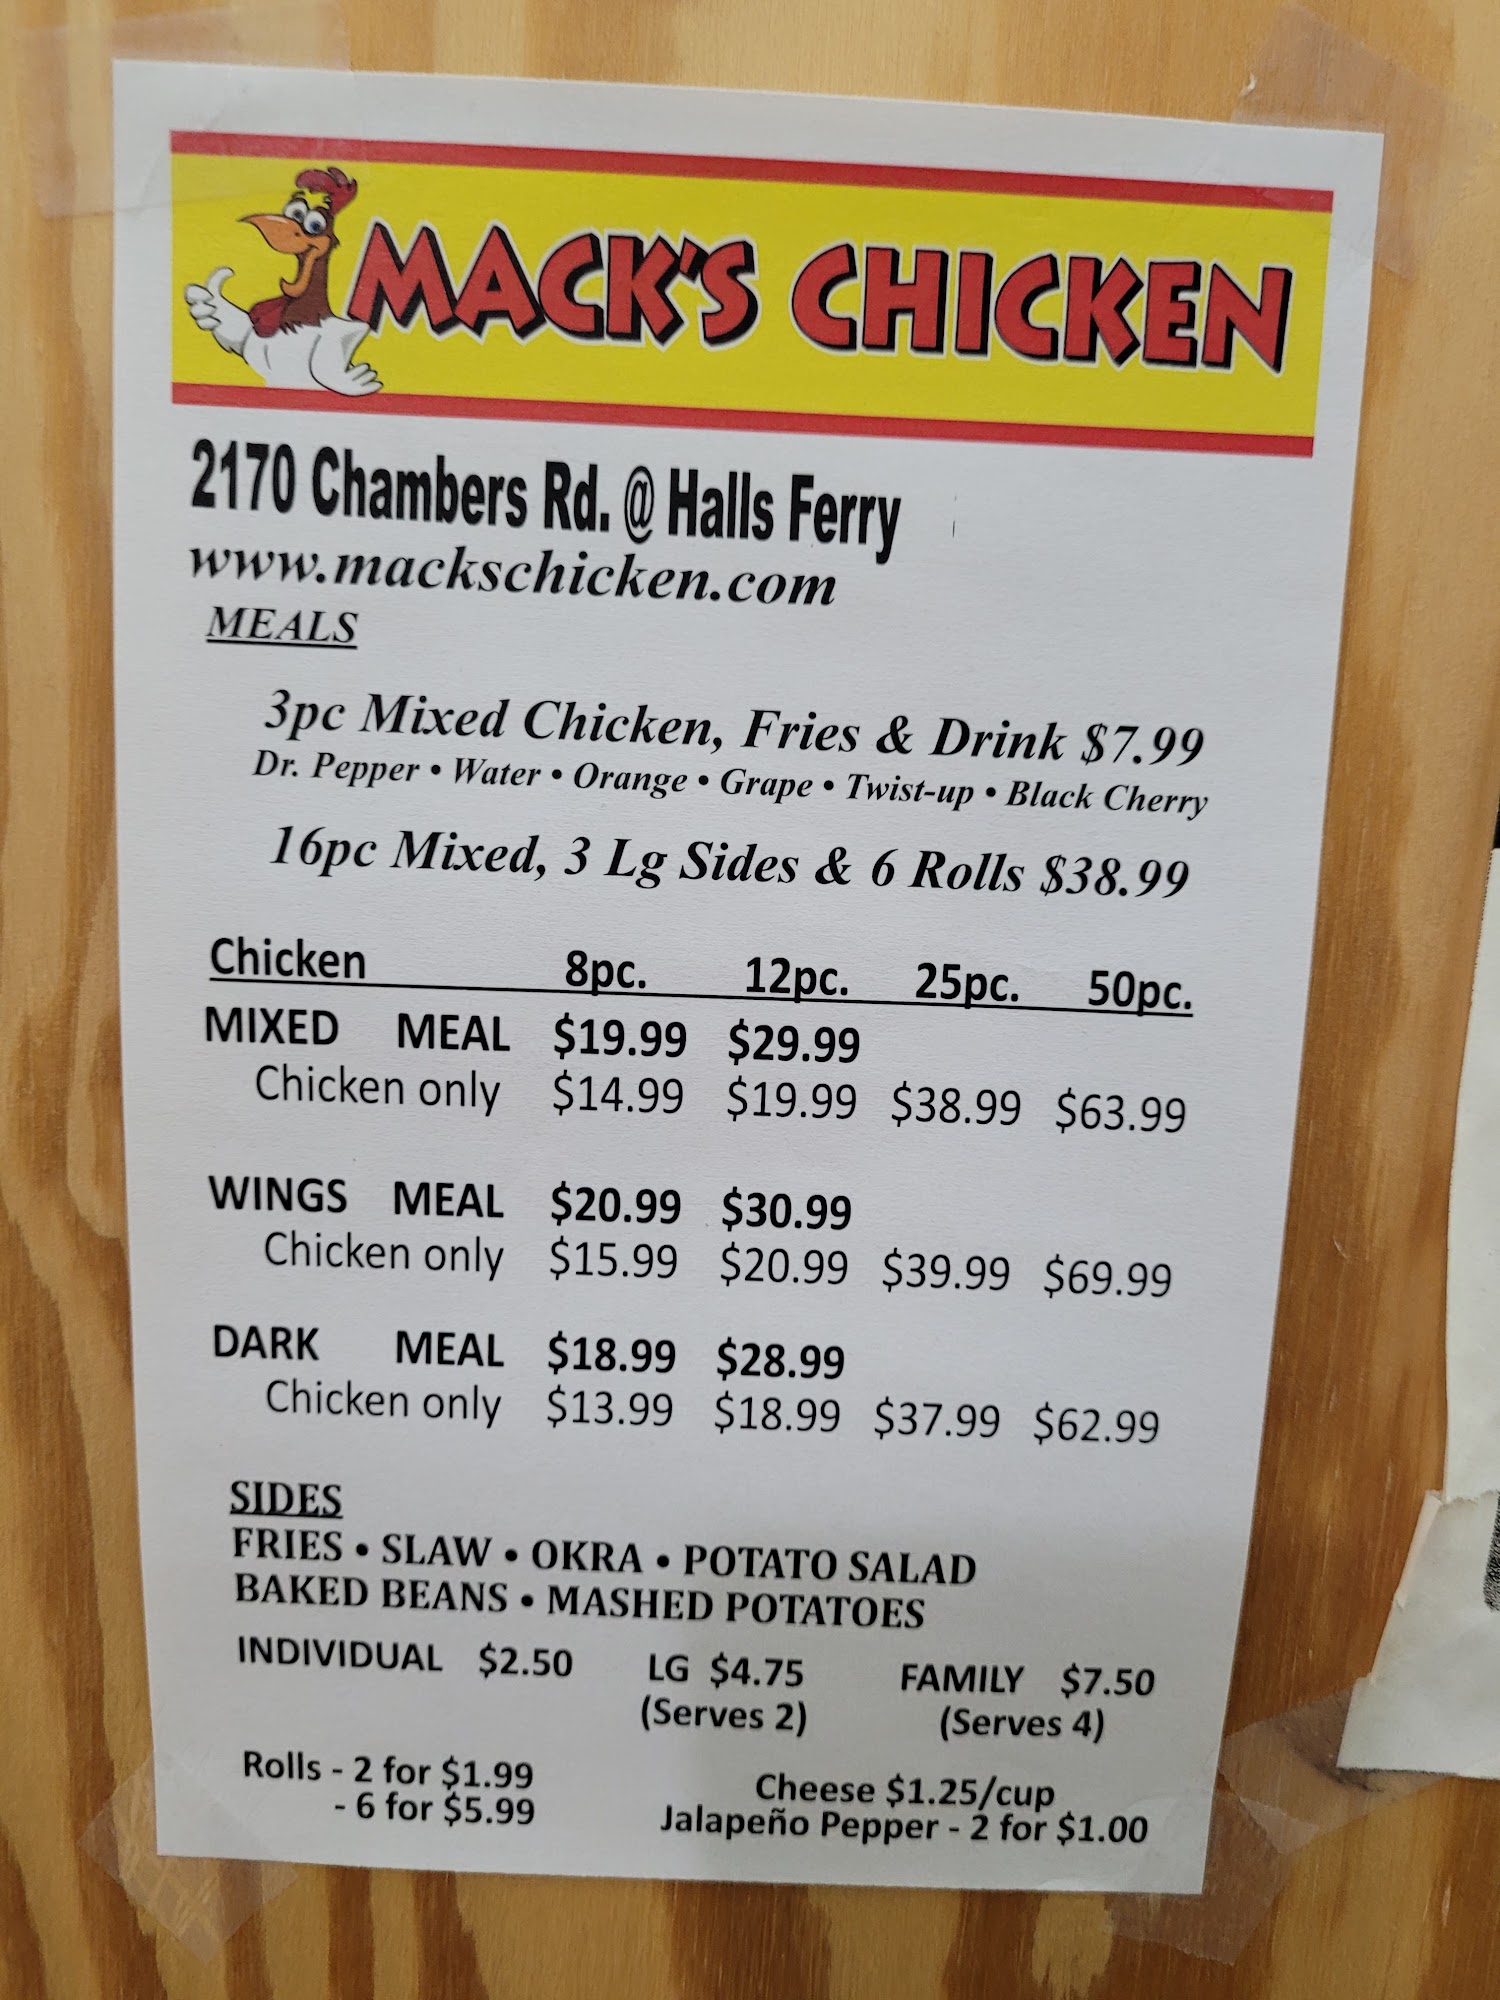 MACK'S CHICKEN
2170 Chambers Rd. @ Halls Ferry
www.mackschicken.com
MEALS
3pc Mixed Chicken, Fries & Drink $7.99
Dr. Pepper • Water • Orange • Grape • Twist-up • Black Cherry
16pc Mixed, 3 Lg Sides & 6 Rolls $38.99
Chicken 8pc. 12pc. 25pc. 50pc.
MIXED MEAL $19.99 $29.99
Chicken only $14.99 $19.99 $38.99 $63.99
WINGS MEAL $20.99 $30.99
Chicken only $15.99 $20.99 $39.99 $69.99
DARK MEAL $18.99 $28.99
Chicken only $13.99 $18.99 $37.99 $62.99
SIDES
FRIES • SLAW • OKRA • POTATO SALAD
BAKED BEANS • MASHED POTATOES
INDIVIDUAL $2.50 LG $4.75 FAMILY $7.50
(Serves 2) (Serves 4)
Rolls - 2 for $1.99
- 6 for $5.99
Cheese $1.25/cup
Jalapeño Pepper - 2 for $1.00